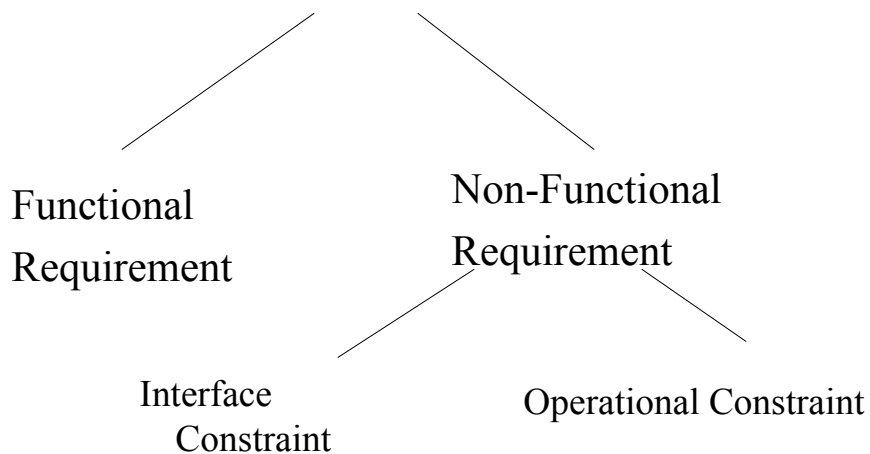 Functional
Requirement
Non-Functional
Requirement
Interface
Constraint
Operational Constraint